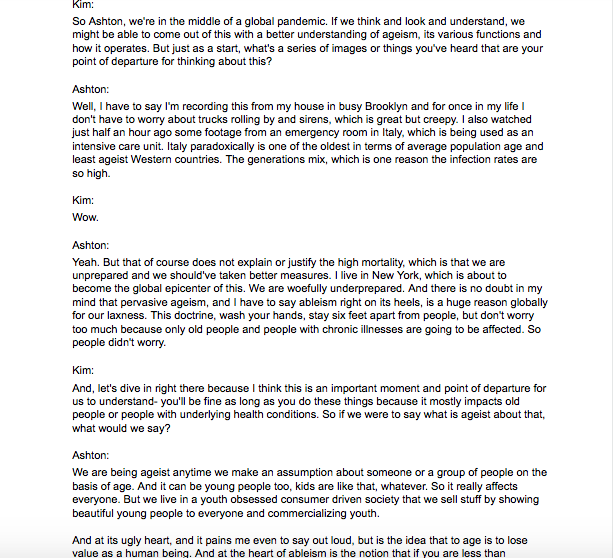 Kim:
So Ashton, we're in the middle of a global pandemic. If we think and look and understand, we
might be able to come out of this with a better understanding of ageism, its various functions and
how it operates. But just as a start, what's a series of images or things you've heard that are your
point of departure for thinking about this?
Ashton:
Well, I have to say I'm recording this from my house in busy Brooklyn and for once in my life I
don't have to worry about trucks rolling by and sirens, which is great but creepy. I also watched
just half an hour ago some footage from an emergency room in Italy, which is being used as an
intensive care unit. Italy paradoxically is one of the oldest in terms of average population age and
least ageist Western countries. The generations mix, which is one reason the infection rates are
so high.
Kim:
Wow.
Ashton:
Yeah. But that of course does not explain or justify the high mortality, which is that we are
unprepared and we should've taken better measures. I live in New York, which is about to
become the global epicenter of this. We are woefully underprepared. And there is no doubt in my
mind that pervasive ageism, and I have to say ableism right on its heels, is a huge reason globally
for our laxness. This doctrine, wash your hands, stay six feet apart from people, but don't worry
too much because only old people and people with chronic illnesses are going to be affected. So
people didn't worry.
Kim:
And, let's dive in right there because I think this is an important moment and point of departure for
us to understand- you'll be fine as long as you do these things because it mostly impacts old
people or people with underlying health conditions. So if we were to say what is ageist about that,
what would we say?
Ashton:
We are being ageist anytime we make an assumption about someone or a group of people on the
basis of age. And it can be young people too, kids are like that, whatever. So it really affects
everyone. But we live in a youth obsessed consumer driven society that we sell stuff by showing
beautiful young people to everyone and commercializing youth.
And at its ugly heart, and it pains me even to say out loud, but is the idea that to age is to lose
value as a human being. And at the heart of ableism is the notion that if you are less than